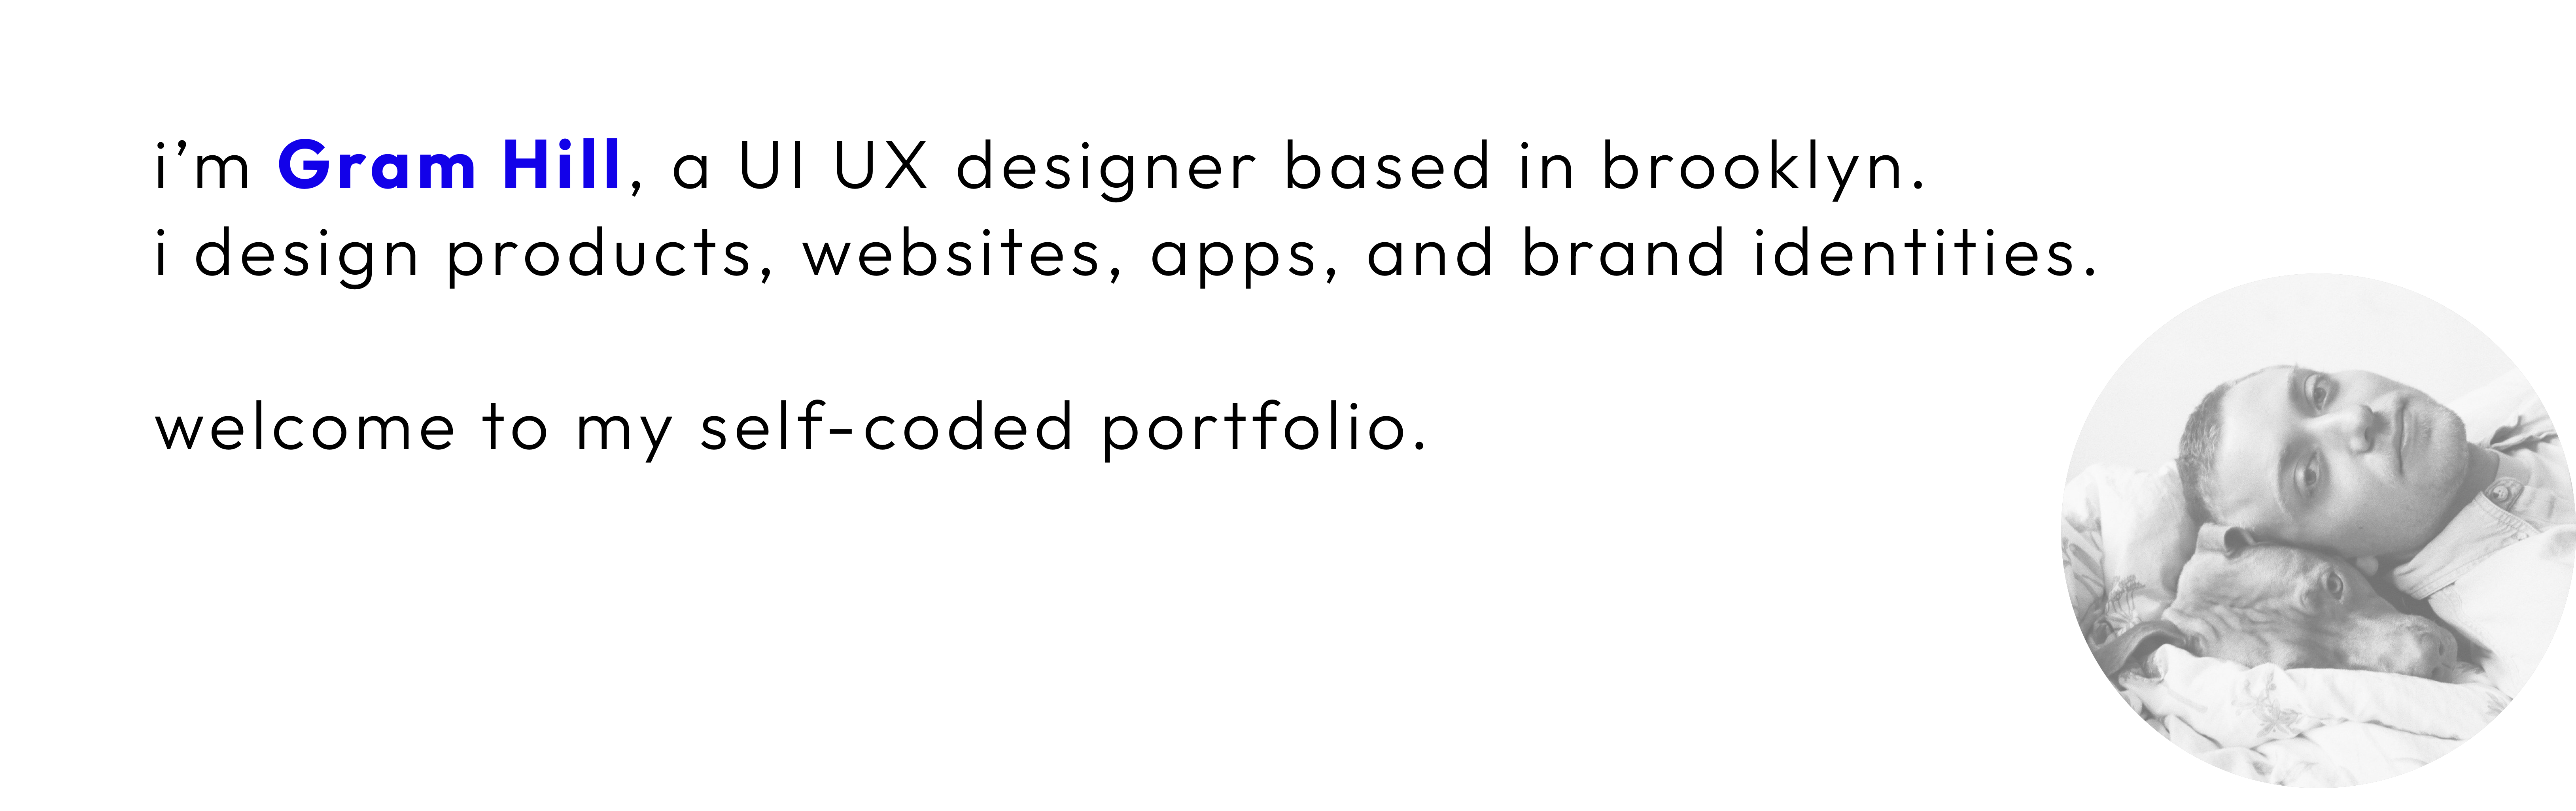 i’m Gram Hill, a UI UX designer based in brooklyn.
i design products, websites, apps, and brand identities.
welcome to my self-coded portfolio.